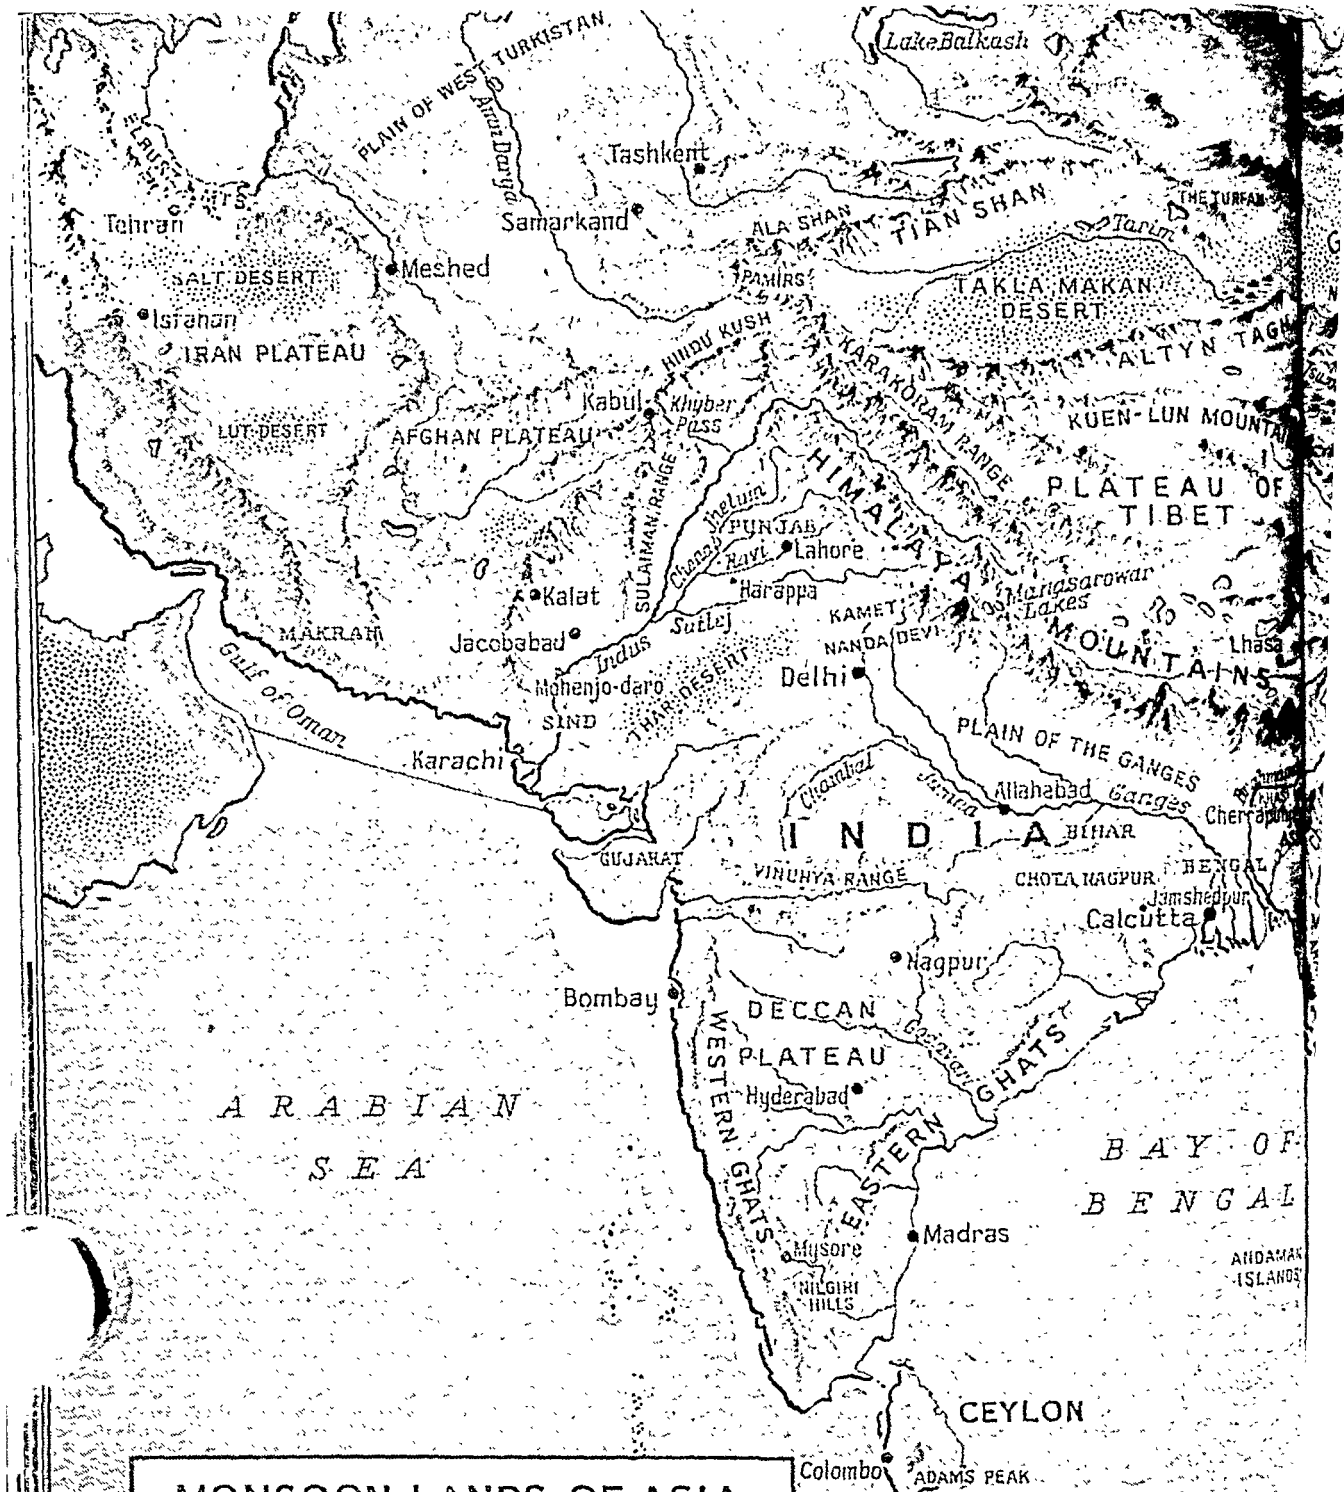 Lake Balkash
PLAIN OF WEST TURKISTAN
Amu Darya
Tashkent
ELBURZ
MTS.
THE TURFAN
Tehran
Samarkand
ALA SHAN
TIAN SHAN
Tarim
SALT DESERT
Meshed
PAMIRS
TAKLA MAKAN
DESERT
Isfahan
IRAN PLATEAU
HINDU KUSH
KARAKORAM RANGE
ALTYN TAGH
Kabul
Khyber
Pass
LUT DESERT
AFGHAN PLATEAU
KUEN-LUN MOUNTAI
HIMALAYA
MOUNTAINS
PLATEAU OF
TIBET
SULAIMAN RANGE
Jhelum
PUNJAB
Chenab
Ravi
Lahore
Harappa
Kalat
Manasarowar
Lakes
KAMET
MAKRAN
Jacobabad
Sutlej
NANDA DEVI
Lhasa
Indus
Delhi
Mohenjo-daro
THAR DESERT
Gulf of Oman
SIND
PLAIN OF THE GANGES
Karachi
Chambal
Jumna
Allahabad
Ganges
INDIA
BIHAR
GUJARAT
VINDHYA RANGE
CHOTA NAGPUR
BENGAL
Jamshedpur
Calcutta
Nagpur
Bombay
DECCAN
PLATEAU
Godavari
WESTERN GHATS
EASTERN GHATS
Hyderabad
ARABIAN
SEA
BAY OF
BENGAL
Madras
Mysore
ANDAMAN
ISLANDS
NILGIRI
HILLS
CEYLON
Colombo
ADAMS PEAK
MONSOON LANDS OF ASIA